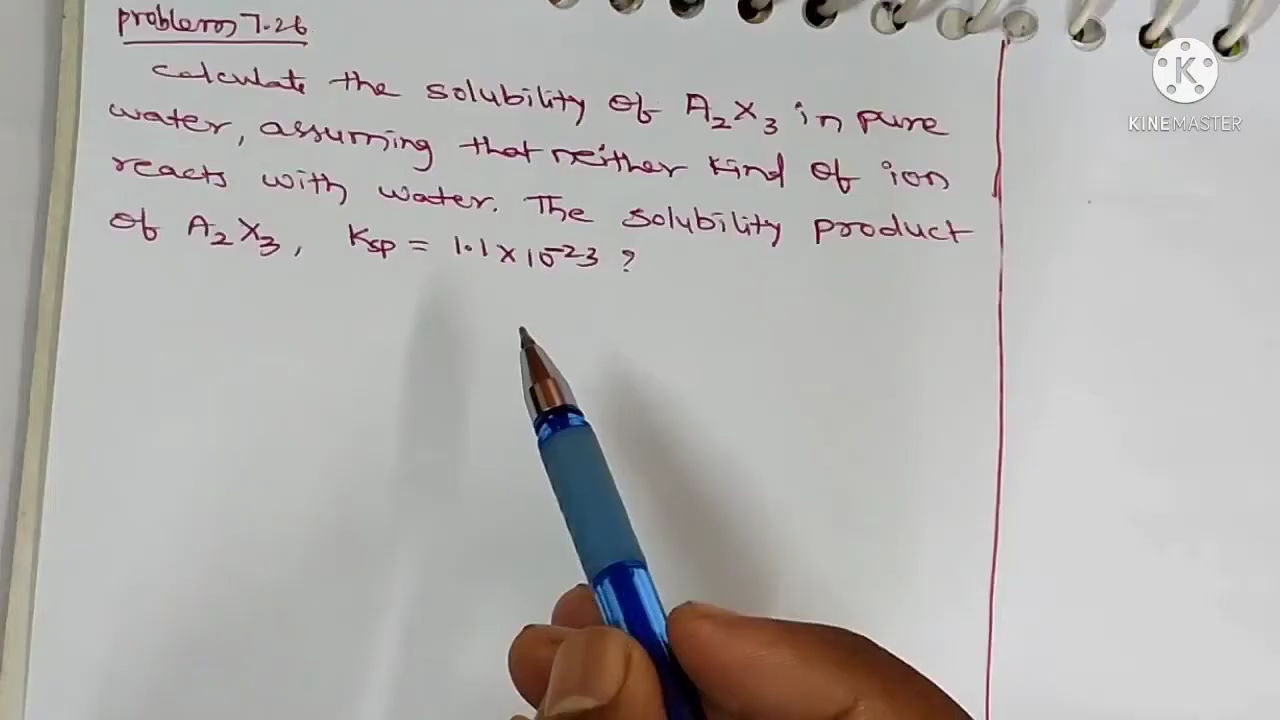 problem 7.26
calculate the solubility of A₂X₃ in pure
water, assuming that neither kind of ion
reacts with water. The solubility product
of A₂X₃, Ksp = 1.1 × 10⁻²³ ?
K
KINEMASTER